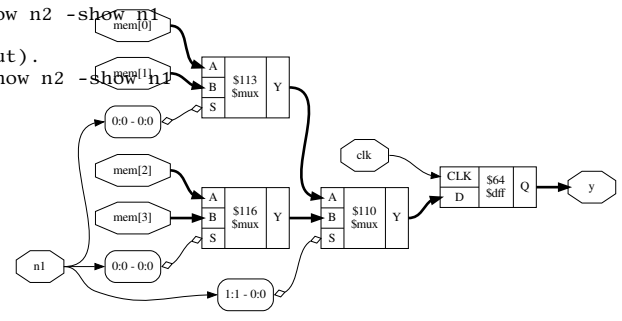 ow n2 -show n1
mem[0]
ut).
mem[1]
how n2 -show n1
A
B
S
$113
$mux
Y
0:0 - 0:0
mem[2]
mem[3]
A
B
S
$116
$mux
Y
0:0 - 0:0
n1
1:1 - 0:0
A
B
S
$110
$mux
Y
clk
CLK
D
$64
$dff
Q
y